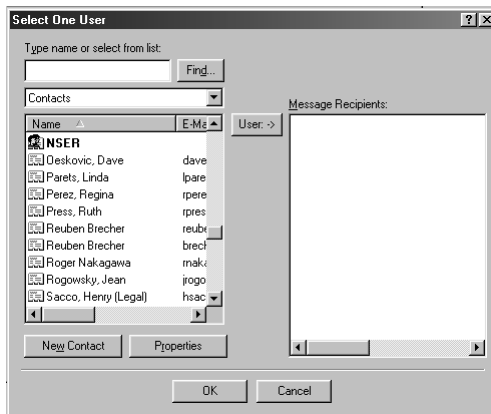 Select One User
Type name or select from list:
Find...
Contacts
Message Recipients:
Name E-Ma
User: ->
NSER
Oeskovic, Dave dave
Parets, Linda lpare
Perez, Regina rpere
Press, Ruth rpres
Reuben Brecher reube
Reuben Brecher brech
Roger Nakagawa rnaka
Rogowsky, Jean jrogo
Sacco, Henry (Legal) hsac
New Contact Properties
OK Cancel